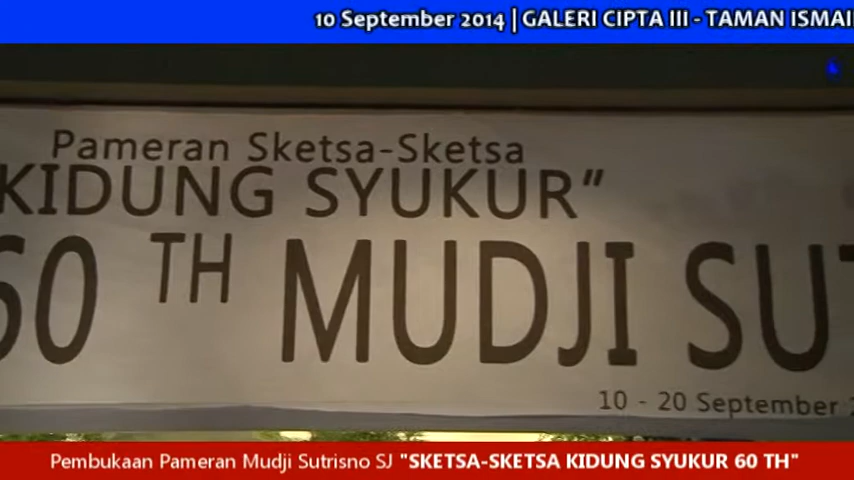 10 September 2014 | GALERI CIPTA III - TAMAN ISMAI
Pameran Sketsa-Sketsa
KIDUNG SYUKUR”
60 TH MUDJI SUT
10 - 20 September 2
Pembukaan Pameran Mudji Sutrisno SJ "SKETSA-SKETSA KIDUNG SYUKUR 60 TH"